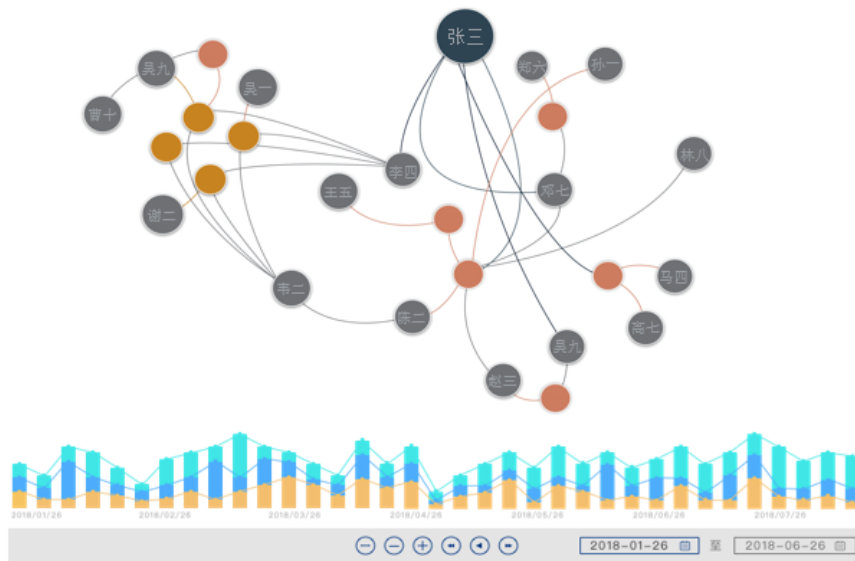 张三
郑六
孙一
吴九
吴一
曹十
林八
李四
王五
邓七
谢二
马四
韦二
陈二
高七
吴九
赵三
2018/01/26
2018/02/26
2018/03/26
2018/04/26
2018/05/26
2018/06/26
2018/07/26
2018-01-26 至 2018-06-26